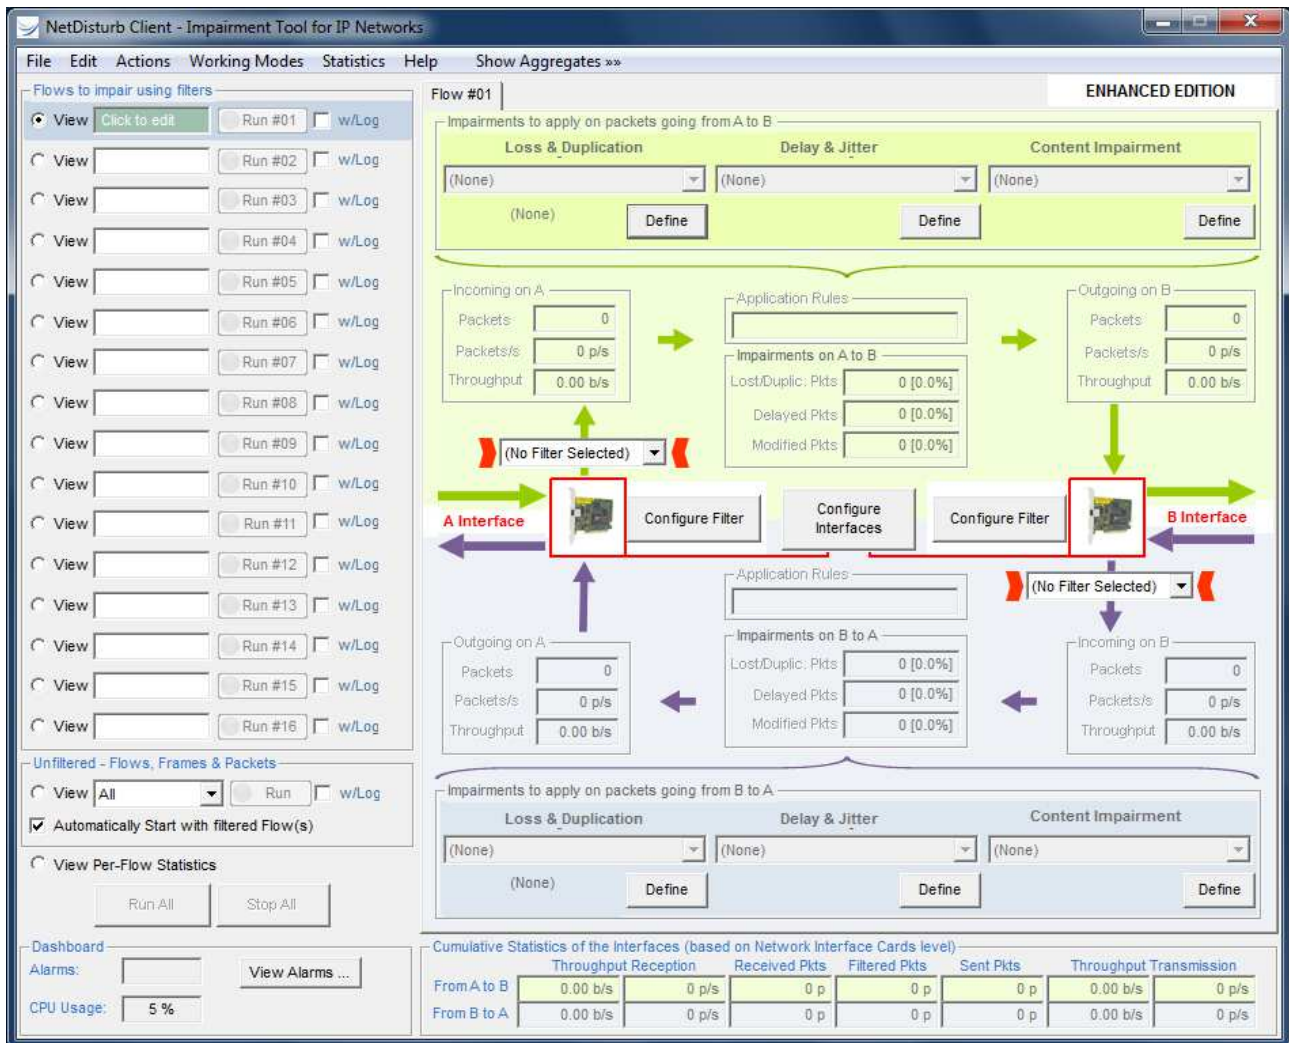 NetDisturb Client - Impairment Tool for IP Networks
File Edit Actions Working Modes Statistics Help Show Aggregates »»
Flows to impair using filters
View Click to edit Run #01 w/Log
View Run #02 w/Log
View Run #03 w/Log
View Run #04 w/Log
View Run #05 w/Log
View Run #06 w/Log
View Run #07 w/Log
View Run #08 w/Log
View Run #09 w/Log
View Run #10 w/Log
View Run #11 w/Log
View Run #12 w/Log
View Run #13 w/Log
View Run #14 w/Log
View Run #15 w/Log
View Run #16 w/Log
Unfiltered - Flows, Frames & Packets
View All Run w/Log
Automatically Start with filtered Flow(s)
View Per-Flow Statistics
Run All Stop All
Dashboard
Alarms: View Alarms ...
CPU Usage: 5 %
Flow #01 ENHANCED EDITION
Impairments to apply on packets going from A to B
Loss & Duplication Delay & Jitter Content Impairment
(None) (None) (None)
(None) Define Define Define
Incoming on A
Packets 0
Packets/s 0 p/s
Throughput 0.00 b/s
Application Rules
Impairments on A to B
Lost/Duplic. Pkts 0 [0.0%]
Delayed Pkts 0 [0.0%]
Modified Pkts 0 [0.0%]
Outgoing on B
Packets 0
Packets/s 0 p/s
Throughput 0.00 b/s
(No Filter Selected)
A Interface Configure Filter Configure Interfaces Configure Filter B Interface
(No Filter Selected)
Outgoing on A
Packets 0
Packets/s 0 p/s
Throughput 0.00 b/s
Application Rules
Impairments on B to A
Lost/Duplic. Pkts 0 [0.0%]
Delayed Pkts 0 [0.0%]
Modified Pkts 0 [0.0%]
Incoming on B
Packets 0
Packets/s 0 p/s
Throughput 0.00 b/s
Impairments to apply on packets going from B to A
Loss & Duplication Delay & Jitter Content Impairment
(None) (None) (None)
(None) Define Define Define
Cumulative Statistics of the Interfaces (based on Network Interface Cards level)
Throughput Reception Received Pkts Filtered Pkts Sent Pkts Throughput Transmission
From A to B 0.00 b/s 0 p/s 0 p 0 p 0 p 0.00 b/s 0 p/s
From B to A 0.00 b/s 0 p/s 0 p 0 p 0 p 0.00 b/s 0 p/s